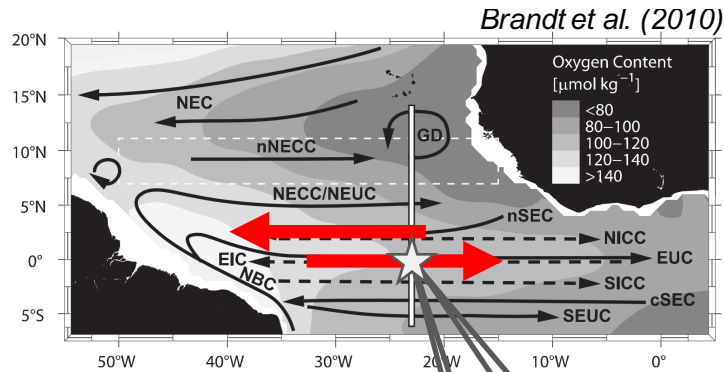 Brandt et al. (2010)
20°N
15°N
10°N
5°N
0°
5°S
Oxygen Content
[µmol kg⁻¹]
<80
80–100
100–120
120–140
>140
NEC
nNECC
GD
NECC/NEUC
nSEC
NICC
EIC
EUC
NBC
SICC
cSEC
SEUC
50°W
40°W
30°W
20°W
10°W
0°